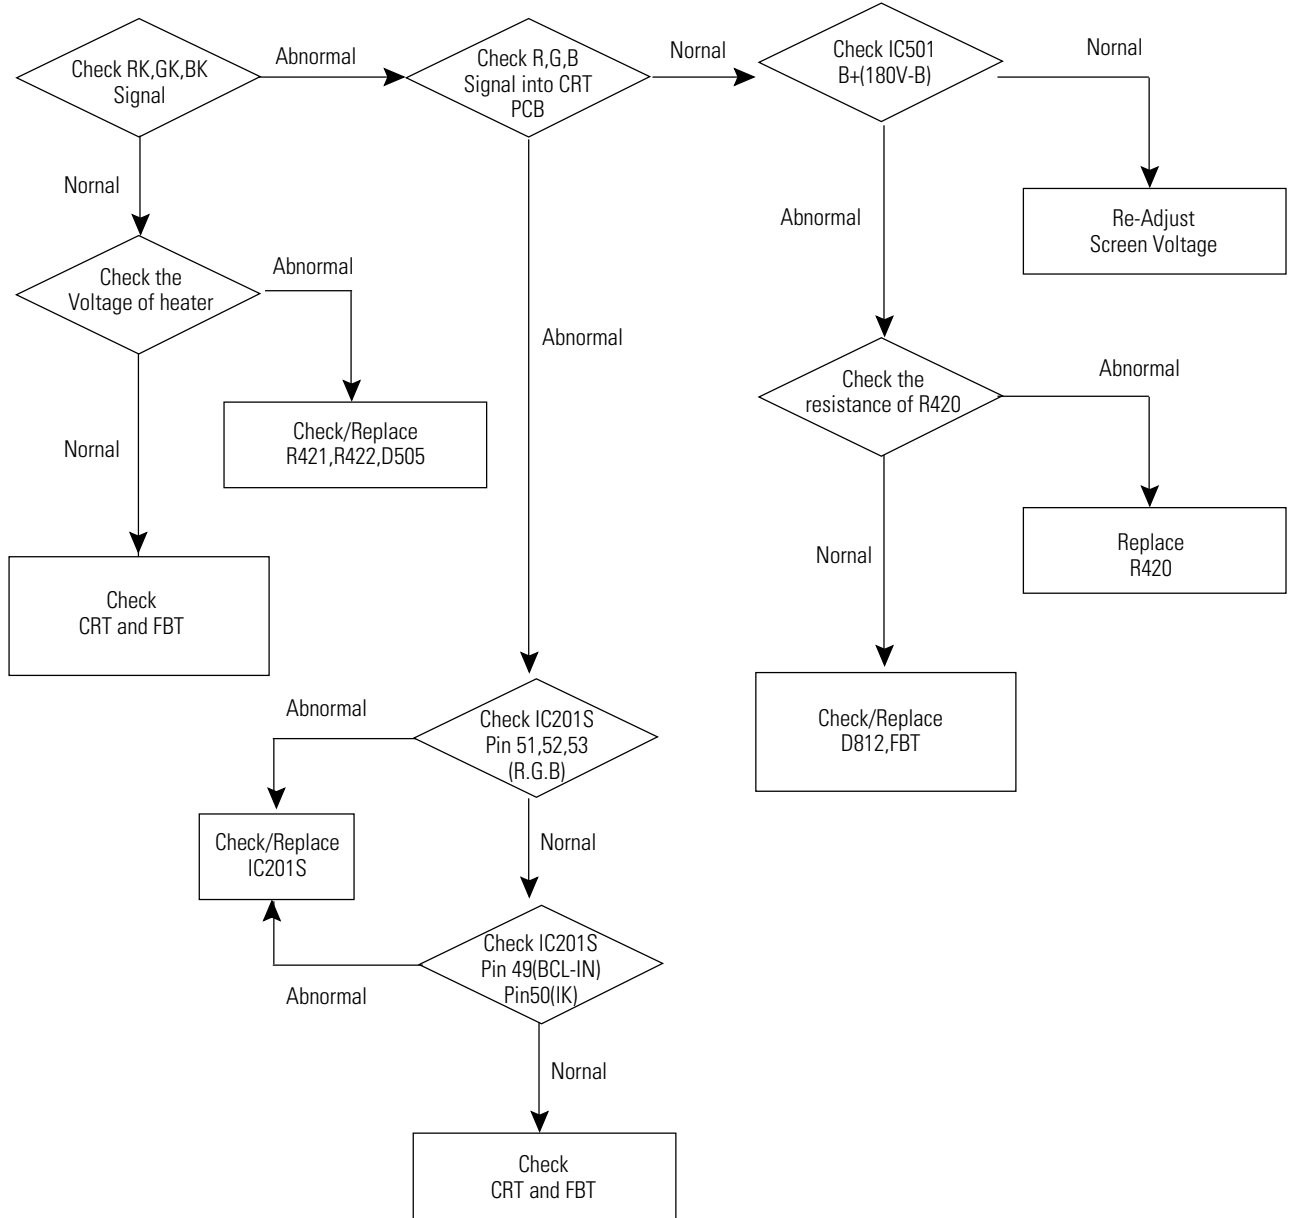 Check RK,GK,BK
Signal
Abnormal
Check R,G,B
Signal into CRT
PCB
Nornal
Check IC501
B+(180V-B)
Nornal
Nornal
Abnormal
Re-Adjust
Screen Voltage
Check the
Voltage of heater
Abnormal
Abnormal
Check the
resistance of R420
Abnormal
Nornal
Check/Replace
R421,R422,D505
Nornal
Replace
R420
Check
CRT and FBT
Abnormal
Check IC201S
Pin 51,52,53
(R.G.B)
Check/Replace
D812,FBT
Check/Replace
IC201S
Nornal
Check IC201S
Pin 49(BCL-IN)
Pin50(IK)
Abnormal
Nornal
Check
CRT and FBT